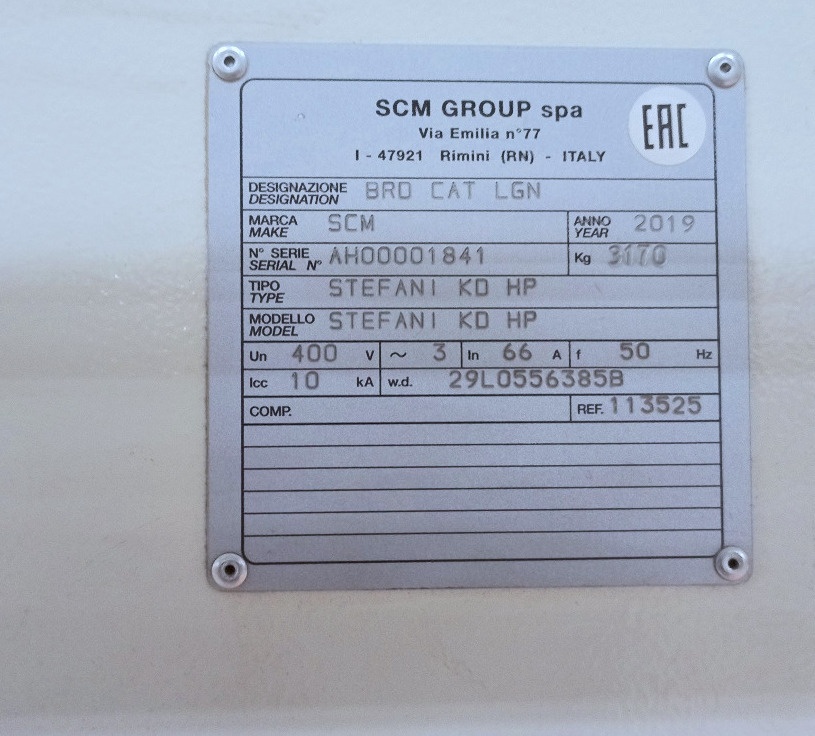 SCM GROUP spa
EAC
Via Emilia n°77
I - 47921 Rimini (RN) - ITALY
DESIGNAZIONE BRD CAT LGN
DESIGNATION
MARCA SCM ANNO 2019
MAKE YEAR
N° SERIE AH00001841 Kg 3170
SERIAL N°
TIPO STEFANI KD HP
TYPE
MODELLO STEFANI KD HP
MODEL
Un 400 V ~ 3 In 66 A f 50 Hz
Icc 10 kA w.d. 29L0556385B
COMP. REF. 113525